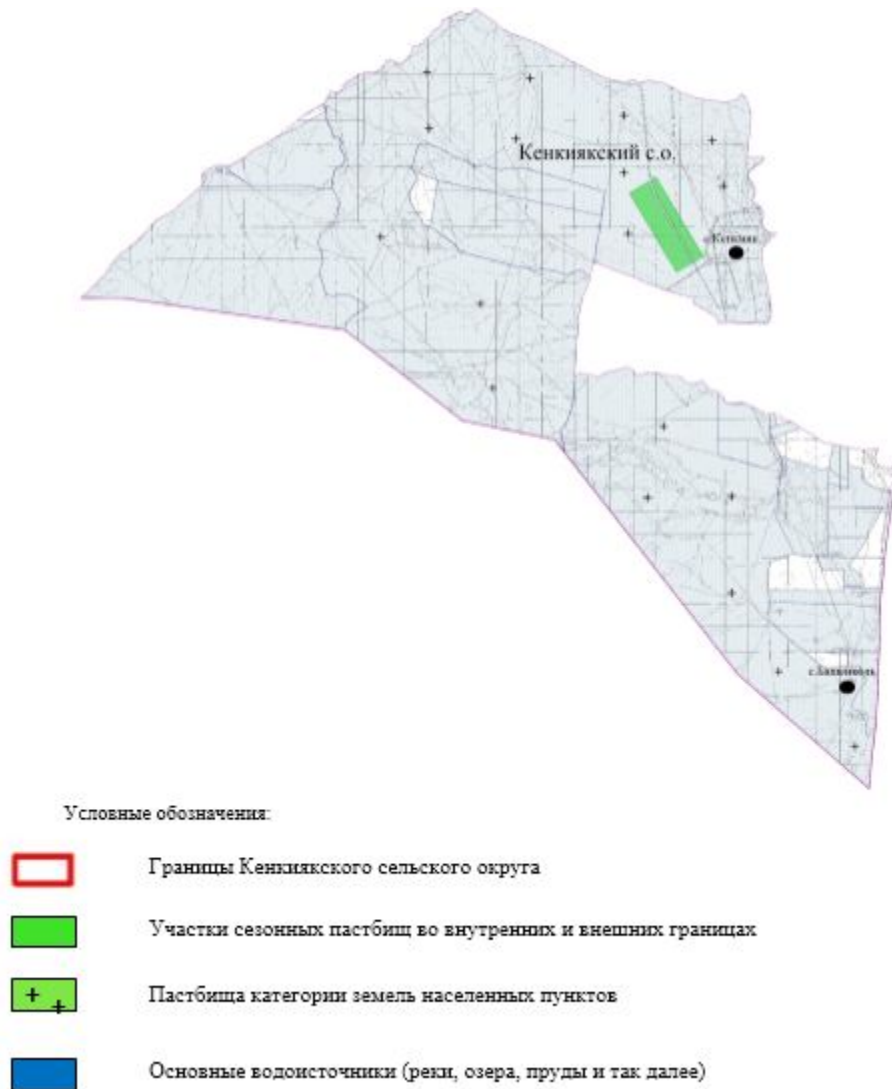 Кенкиякский с.о.
Условные обозначения:
Границы Кенкиякского сельского округа
Участки сезонных пастбищ во внутренних и внешних границах
Пастбища категории земель населенных пунктов
Основные водоисточники (реки, озера, пруды и так далее)